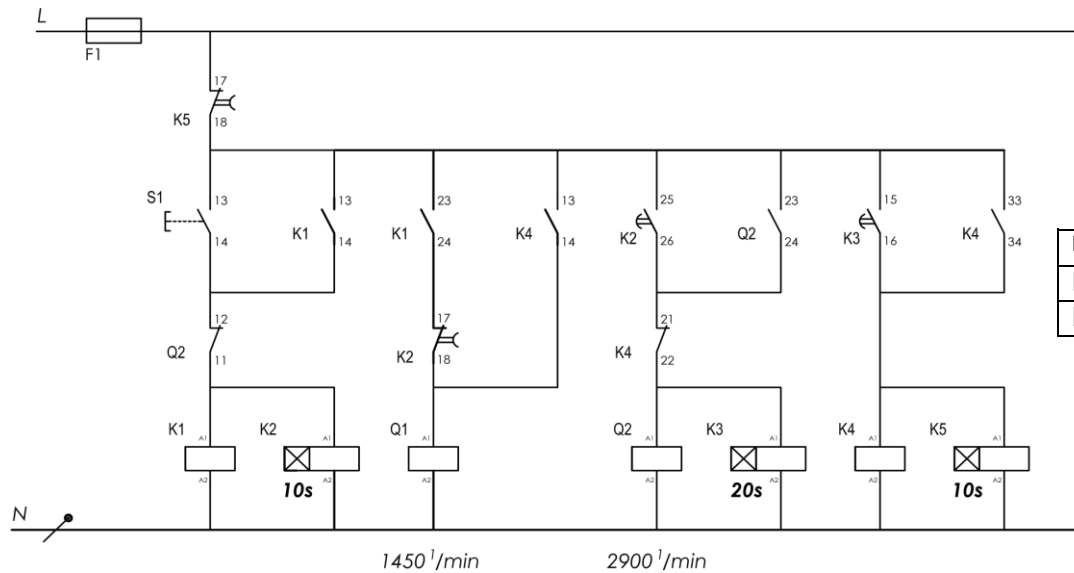 L
F1
17
K5
18
S1
13
14
K1
13
14
K1
23
24
K4
13
14
K2
25
26
Q2
23
24
K3
15
16
K4
33
34
Q2
12
11
K2
17
18
K4
21
22
K1
A1
A2
K2
A1
A2
10s
Q1
A1
A2
Q2
A1
A2
K3
A1
A2
20s
K4
A1
A2
K5
A1
A2
10s
N
1450 ¹/min
2900 ¹/min